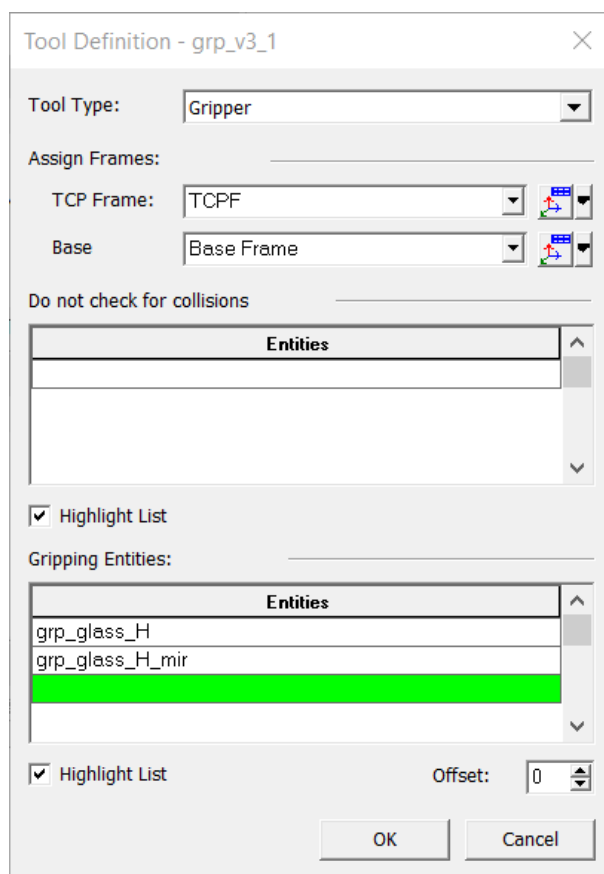 Tool Definition - grp_v3_1
Tool Type: Gripper
Assign Frames:
TCP Frame: TCPF
Base Base Frame
Do not check for collisions
Entities
Highlight List
Gripping Entities:
Entities
grp_glass_H
grp_glass_H_mir
Highlight List Offset: 0
OK Cancel